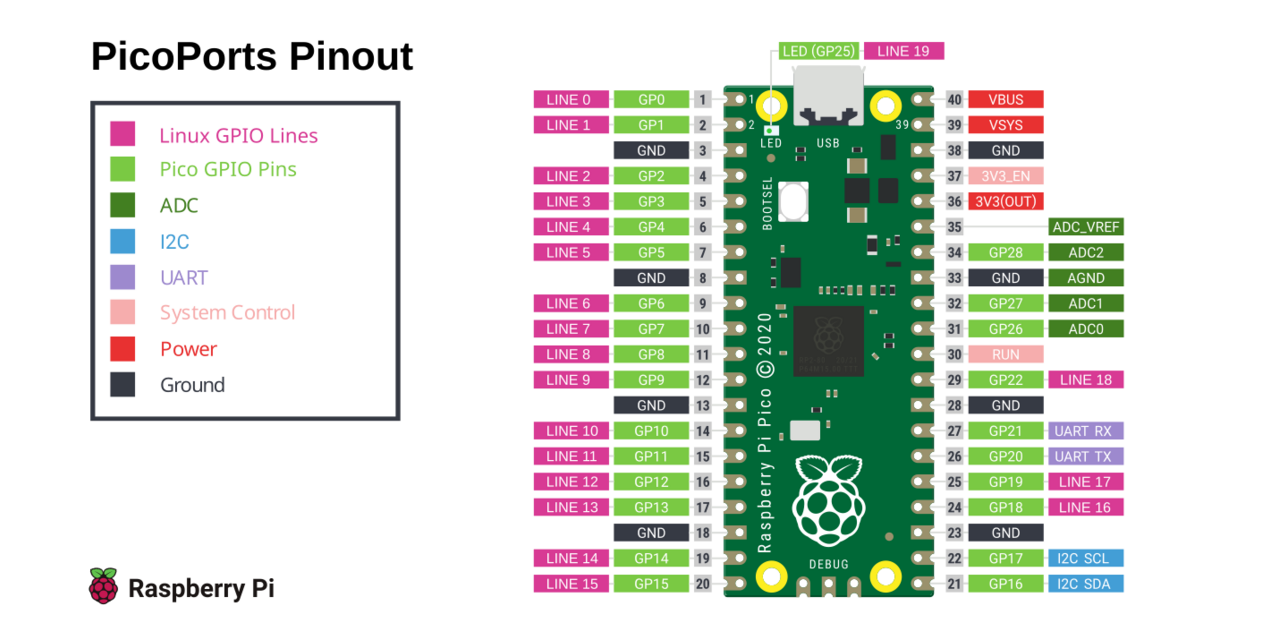 PicoPorts Pinout
Linux GPIO Lines
Pico GPIO Pins
ADC
I2C
UART
System Control
Power
Ground
Raspberry Pi
LED (GP25) LINE 19
LINE 0 GP0 1
LINE 1 GP1 2
GND 3
LINE 2 GP2 4
LINE 3 GP3 5
LINE 4 GP4 6
LINE 5 GP5 7
GND 8
LINE 6 GP6 9
LINE 7 GP7 10
LINE 8 GP8 11
LINE 9 GP9 12
GND 13
LINE 10 GP10 14
LINE 11 GP11 15
LINE 12 GP12 16
LINE 13 GP13 17
GND 18
LINE 14 GP14 19
LINE 15 GP15 20
1
2
39
LED
USB
BOOTSEL
Raspberry Pi Pico ©2020
DEBUG
40 VBUS
39 VSYS
38 GND
37 3V3_EN
36 3V3(OUT)
35 ADC_VREF
34 GP28 ADC2
33 GND AGND
32 GP27 ADC1
31 GP26 ADC0
30 RUN
29 GP22 LINE 18
28 GND
27 GP21 UART RX
26 GP20 UART TX
25 GP19 LINE 17
24 GP18 LINE 16
23 GND
22 GP17 I2C SCL
21 GP16 I2C SDA